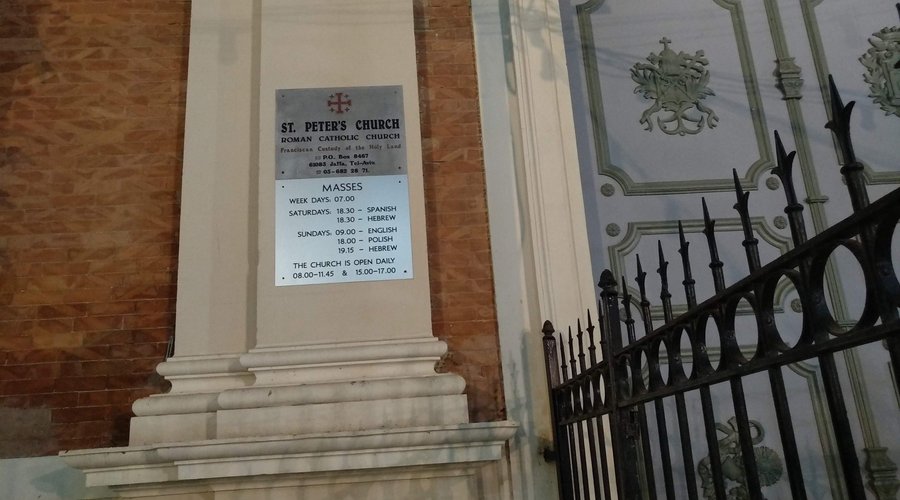 ST. PETER'S CHURCH
ROMAN CATHOLIC CHURCH
Franciscan Custody of the Holy Land
P.O. Box 8467
61083 Jaffa, Tel-Aviv
03-682 28 71.
MASSES
WEEK DAYS: 07.00
SATURDAYS: 18.30 – SPANISH
18.30 – HEBREW
SUNDAYS: 09.00 – ENGLISH
18.00 – POLISH
19.15 – HEBREW
THE CHURCH IS OPEN DAILY
08.00–11.45 & 15.00–17.00